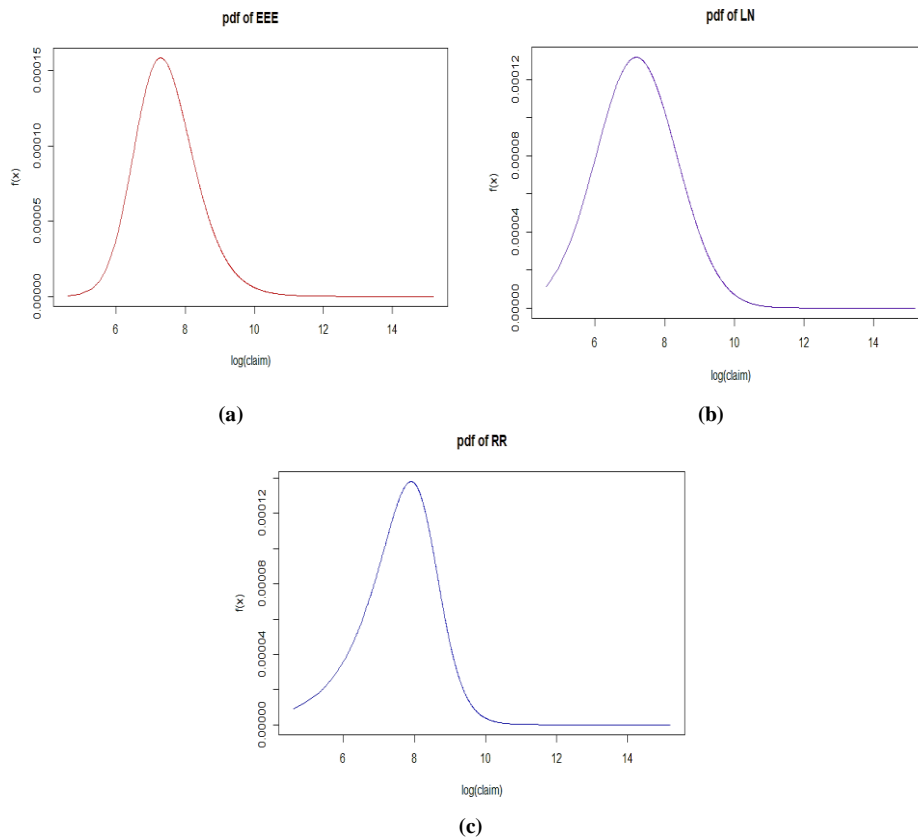 pdf of EEE
0.00015
0.00010
0.00005
0.00000
f(x)
6 8 10 12 14
log(claim)
(a)
pdf of LN
0.00012
0.00008
0.00004
0.00000
f(x)
6 8 10 12 14
log(claim)
(b)
pdf of RR
0.00012
0.00008
0.00004
0.00000
f(x)
6 8 10 12 14
log(claim)
(c)